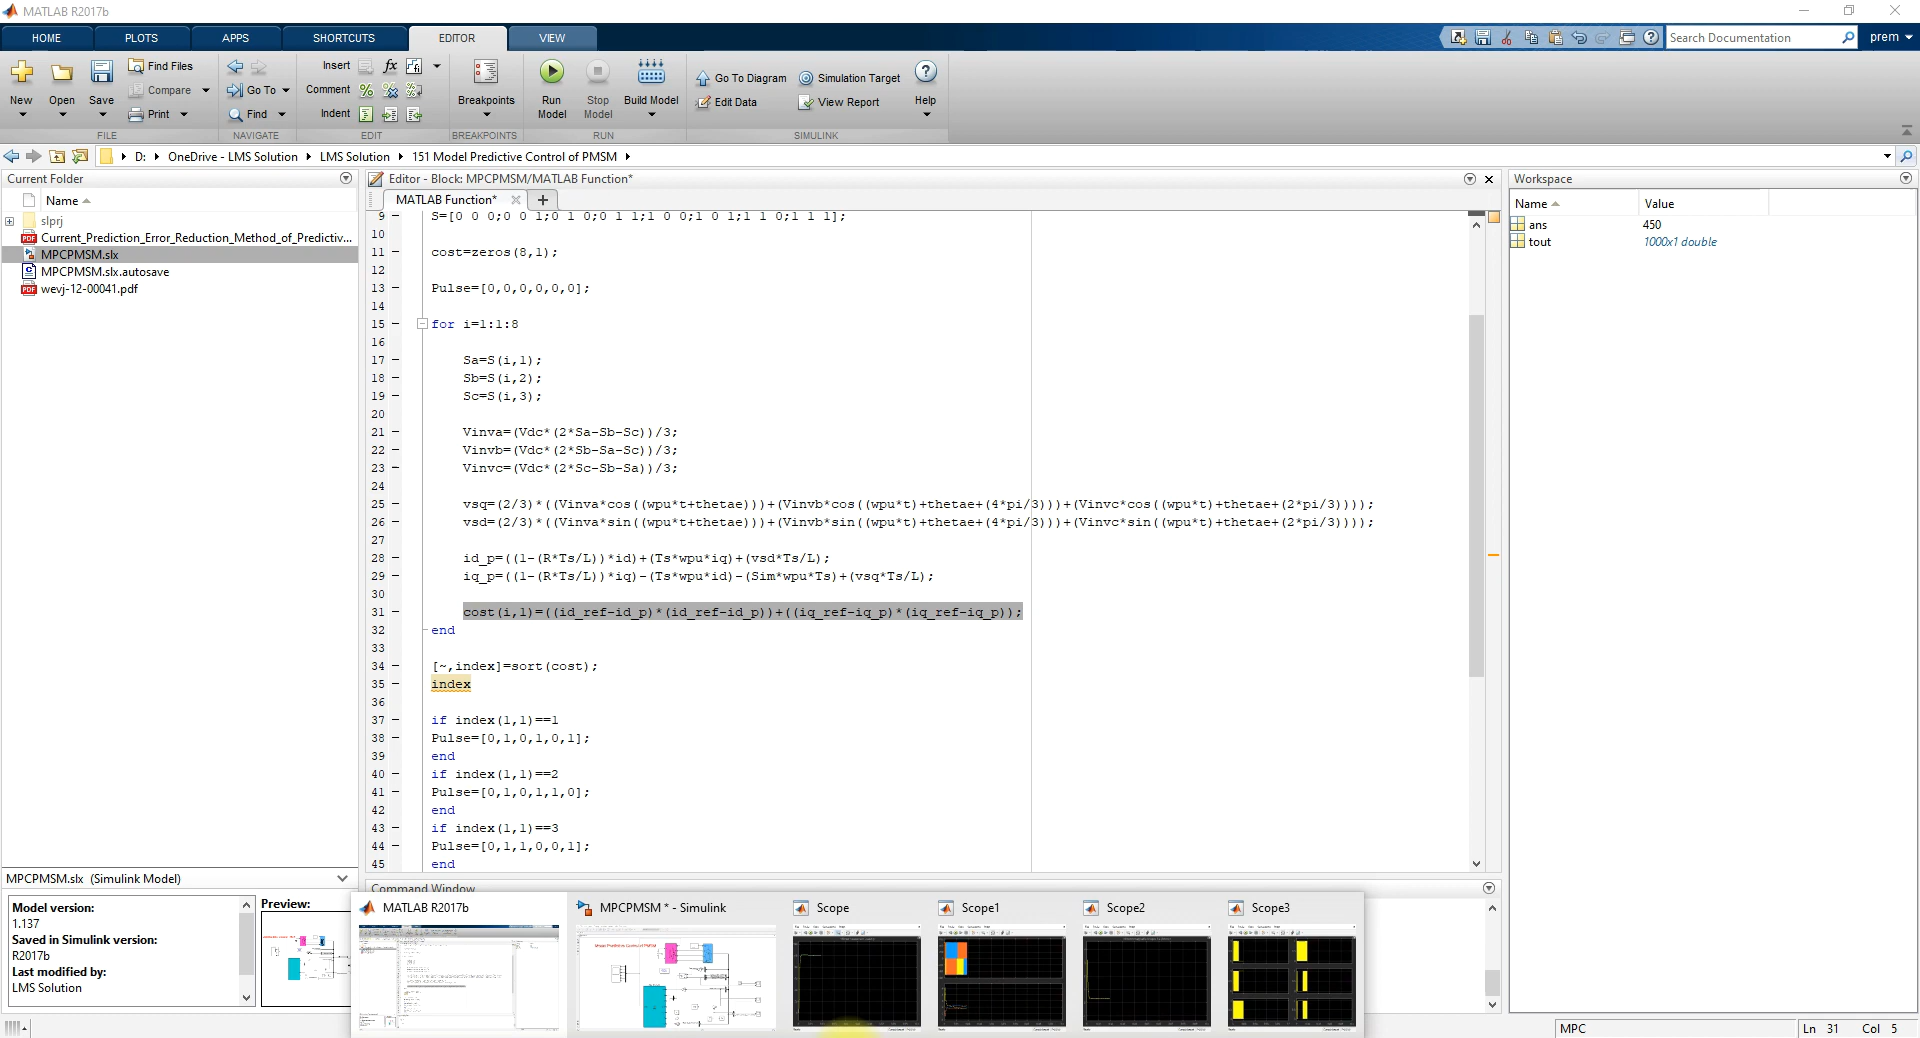 MATLAB R2017b
HOME PLOTS APPS SHORTCUTS EDITOR VIEW
Search Documentation
prem
New Open Save
Find Files
Compare
Print
FILE
Go To
Find
NAVIGATE
Insert
Comment
Indent
EDIT
Breakpoints
BREAKPOINTS
Run Model
Stop Model
Build Model
RUN
Go To Diagram
Edit Data
Simulation Target
View Report
Help
SIMULINK
D: OneDrive - LMS Solution LMS Solution 151 Model Predictive Control of PMSM
Current Folder
Name
slprj
Current_Prediction_Error_Reduction_Method_of_Predictiv...
MPCPMSM.slx
MPCPMSM.slx.autosave
wevj-12-00041.pdf
Editor - Block: MPCPMSM/MATLAB Function*
MATLAB Function*
9 S=[0 0 0;0 0 1;0 1 0;0 1 1;1 0 0;1 0 1;1 1 0;1 1 1];
10
11 cost=zeros(8,1);
12
13 Pulse=[0,0,0,0,0,0];
14
15 for i=1:1:8
16
17 Sa=S(i,1);
18 Sb=S(i,2);
19 Sc=S(i,3);
20
21 Vinva=(Vdc*(2*Sa-Sb-Sc))/3;
22 Vinvb=(Vdc*(2*Sb-Sa-Sc))/3;
23 Vinvc=(Vdc*(2*Sc-Sb-Sa))/3;
24
25 vsq=(2/3)*((Vinva*cos((wpu*t+thetae)))+(Vinvb*cos((wpu*t)+thetae+(4*pi/3)))+(Vinvc*cos((wpu*t)+thetae+(2*pi/3))));
26 vsd=(2/3)*((Vinva*sin((wpu*t+thetae)))+(Vinvb*sin((wpu*t)+thetae+(4*pi/3)))+(Vinvc*sin((wpu*t)+thetae+(2*pi/3))));
27
28 id_p=((1-(R*Ts/L))*id)+(Ts*wpu*iq)+(vsd*Ts/L);
29 iq_p=((1-(R*Ts/L))*iq)-(Ts*wpu*id)-(Sim*wpu*Ts)+(vsq*Ts/L);
30
31 cost(i,1)=((id_ref-id_p)*(id_ref-id_p))+((iq_ref-iq_p)*(iq_ref-iq_p));
32 end
33
34 [~,index]=sort(cost);
35 index
36
37 if index(1,1)==1
38 Pulse=[0,1,0,1,0,1];
39 end
40 if index(1,1)==2
41 Pulse=[0,1,0,1,1,0];
42 end
43 if index(1,1)==3
44 Pulse=[0,1,1,0,0,1];
45 end
Command Window
Workspace
Name Value
ans 450
tout 1000x1 double
MPCPMSM.slx (Simulink Model)
Model version:
1.137
Saved in Simulink version:
R2017b
Last modified by:
LMS Solution
Preview:
MATLAB R2017b
MPCPMSM * - Simulink
Scope
Scope1
Scope2
Scope3
MPC
Ln 31 Col 5